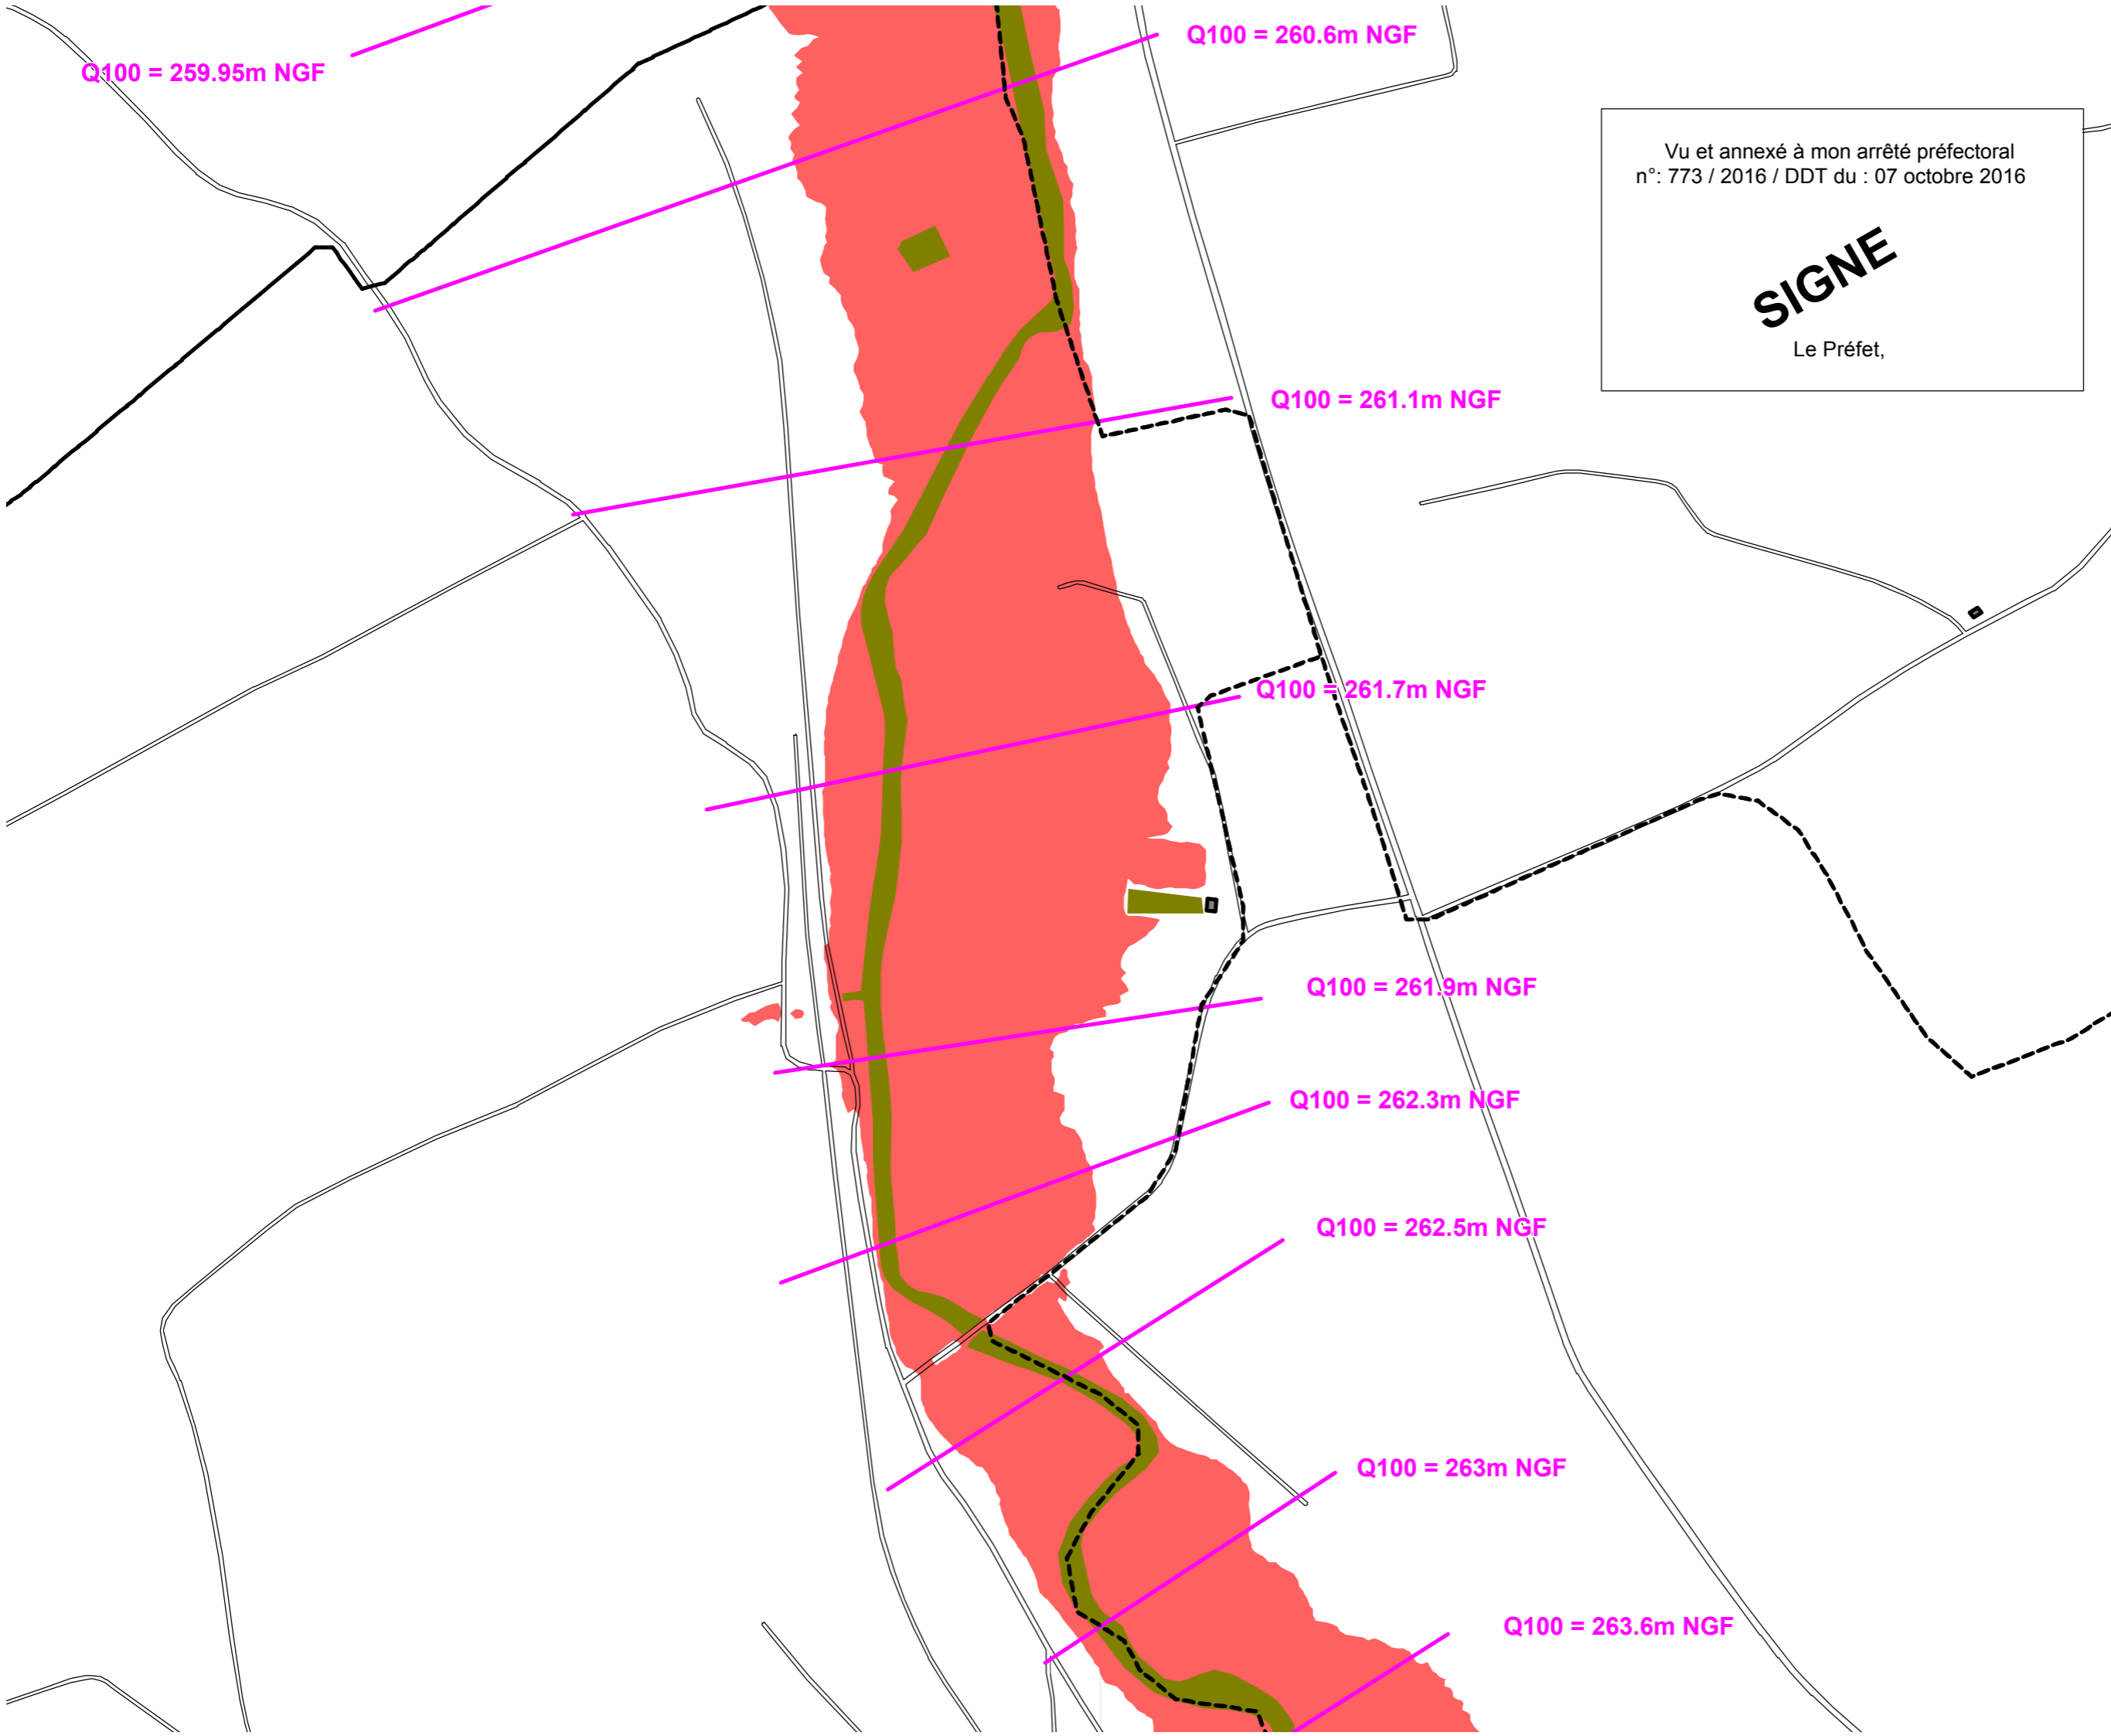 Q100 = 260.6m NGF
Q100 = 259.95m NGF
Vu et annexé à mon arrêté préfectoral
n°: 773 / 2016 / DDT du : 07 octobre 2016
SIGNE
Le Préfet,
Q100 = 261.1m NGF
Q100 = 261.7m NGF
Q100 = 261.9m NGF
Q100 = 262.3m NGF
Q100 = 262.5m NGF
Q100 = 263m NGF
Q100 = 263.6m NGF